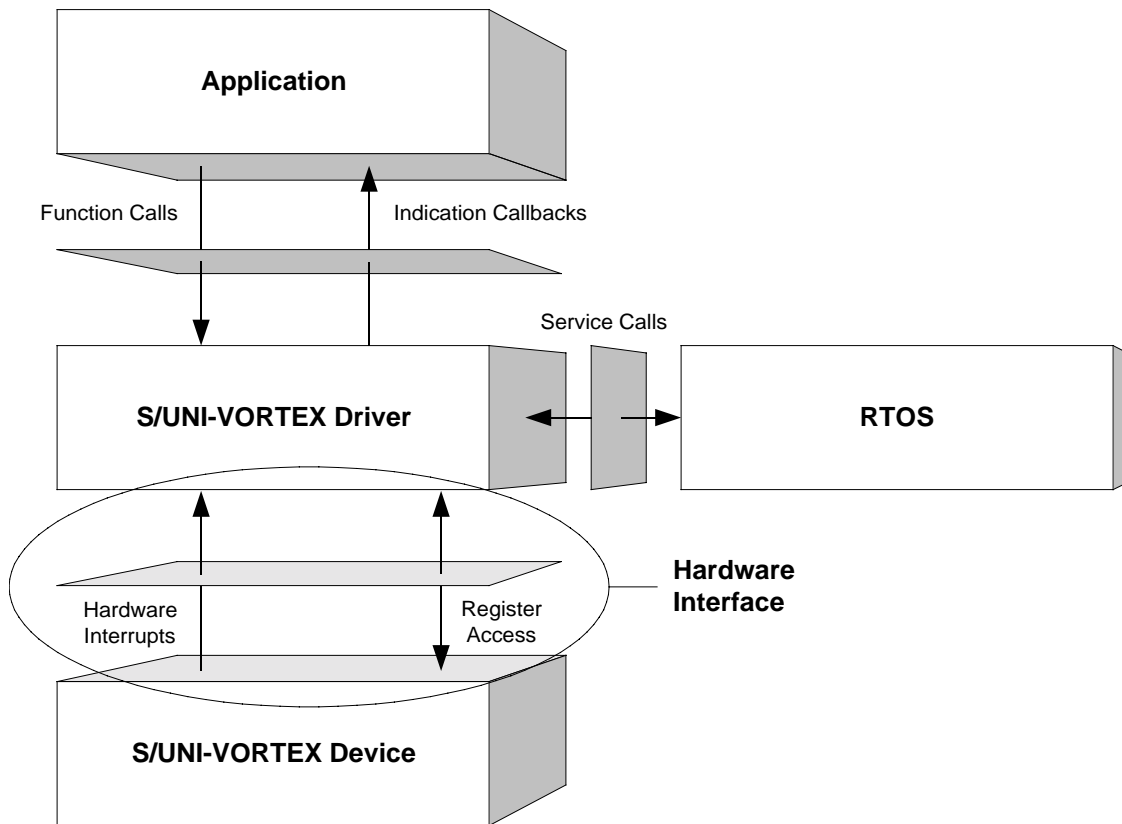 Application
Function Calls
Indication Callbacks
Service Calls
S/UNI-VORTEX Driver
RTOS
Hardware
Interface
Hardware
Interrupts
Register
Access
S/UNI-VORTEX Device